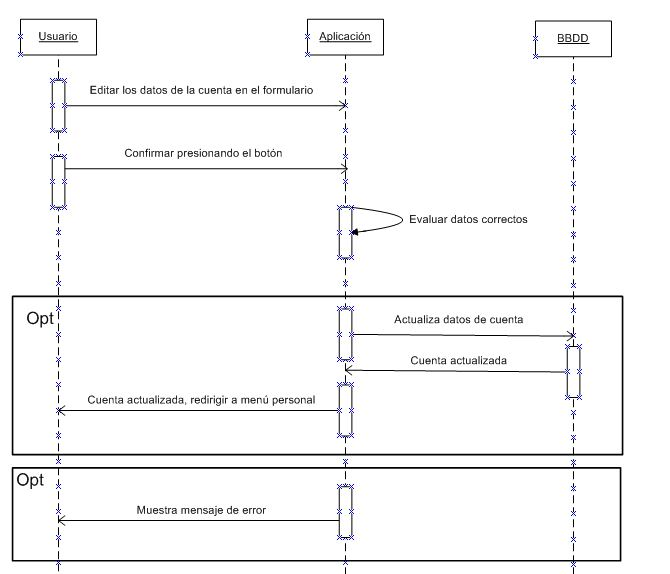 Usuario
Aplicación
BBDD
Editar los datos de la cuenta en el formulario
Confirmar presionando el botón
Evaluar datos correctos
Opt
Actualiza datos de cuenta
Cuenta actualizada
Cuenta actualizada, redirigir a menú personal
Opt
Muestra mensaje de error